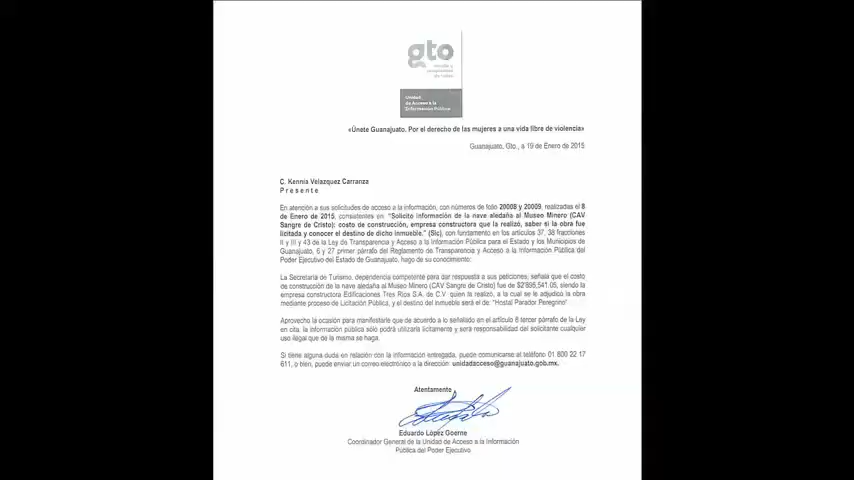 gto
orgullo y
compromiso
de todos
Unidad
de Acceso a la
Información Pública
«Únete Guanajuato. Por el derecho de las mujeres a una vida libre de violencia»
Guanajuato, Gto., a 19 de Enero de 2015
C. Kennia Velázquez Carranza
P r e s e n t e
En atención a sus solicitudes de acceso a la información, con números de folio 20008 y 20009, realizadas el 8
de Enero de 2015, consistentes en: "Solicito información de la nave aledaña al Museo Minero (CAV
Sangre de Cristo): costo de construcción, empresa constructora que la realizó, saber si la obra fue
licitada y conocer el destino de dicho inmueble." (Sic), con fundamento en los artículos 37, 38 fracciones
II y III y 43 de la Ley de Transparencia y Acceso a la Información Pública para el Estado y los Municipios de
Guanajuato, 6 y 27 primer párrafo del Reglamento de Transparencia y Acceso a la Información Pública del
Poder Ejecutivo del Estado de Guanajuato, hago de su conocimiento:
La Secretaría de Turismo, dependencia competente para dar respuesta a sus peticiones, señala que el costo
de construcción de la nave aledaña al Museo Minero (CAV Sangre de Cristo) fue de siendo la
empresa constructora Edificaciones Tres Ríos S.A. de C.V quien la realizó, a la cual se le adjudicó la obra
mediante proceso de Licitación Pública, y el destino del inmueble será el de: "Hostal Parador Peregrino"
Aprovecho la ocasión para manifestarle que de acuerdo a lo señalado en el artículo 8 tercer párrafo de la Ley
en cita, la información pública sólo podrá utilizarla lícitamente y será responsabilidad del solicitante cualquier
uso ilegal que de la misma se haga.
Si tiene alguna duda en relación con la información entregada, puede comunicarse al teléfono 01 800 22 17
611, o bien, puede enviar un correo electrónico a la dirección: unidadacceso@guanajuato.gob.mx.
Atentamente
Eduardo López Goerne
Coordinador General de la Unidad de Acceso a la Información
Pública del Poder Ejecutivo